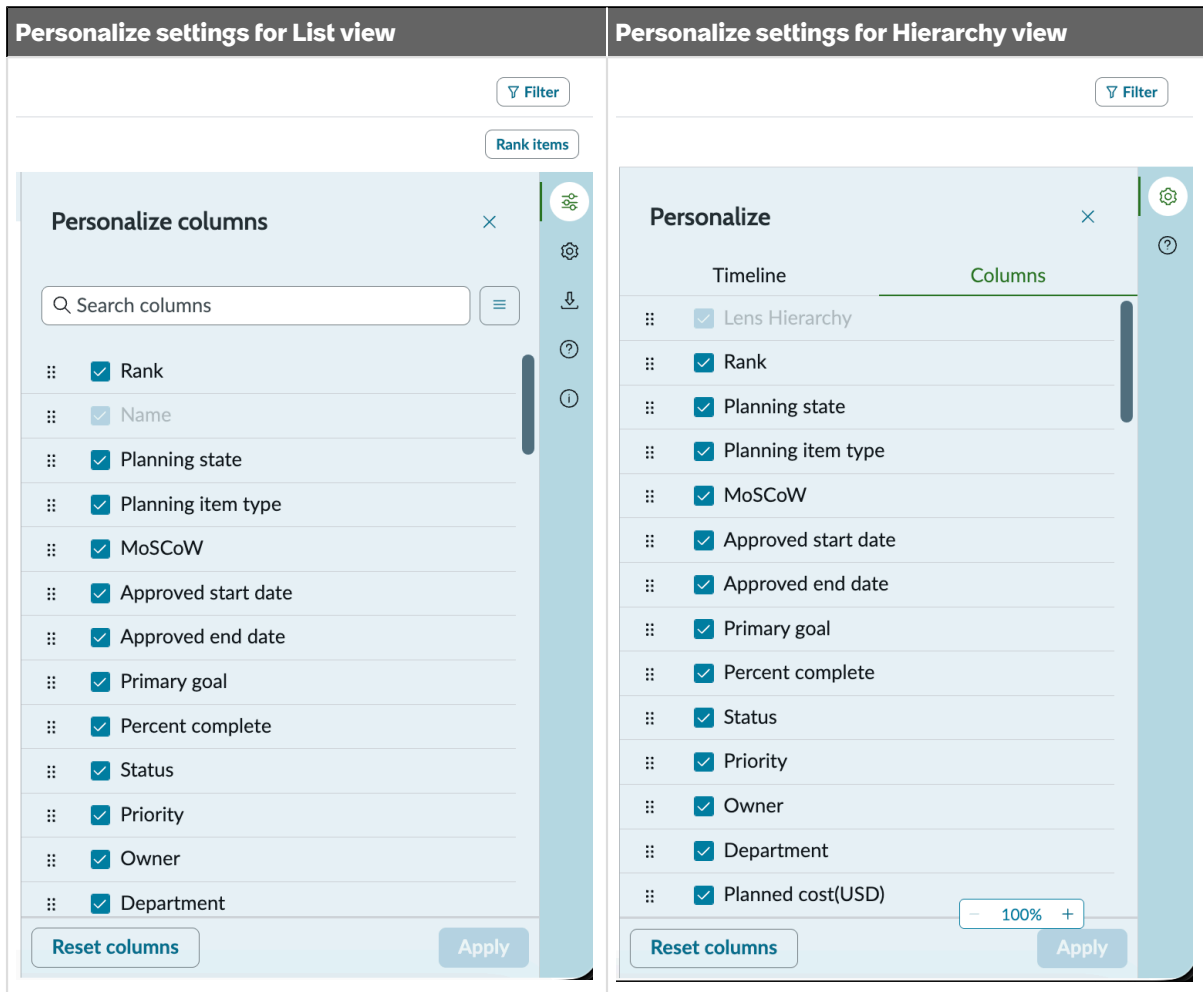 Personalize settings for List view
Filter
Rank items
Personalize columns
Search columns
Rank
Name
Planning state
Planning item type
MoSCoW
Approved start date
Approved end date
Primary goal
Percent complete
Status
Priority
Owner
Department
Reset columns
Apply
Personalize settings for Hierarchy view
Filter
Personalize
Timeline
Columns
Lens Hierarchy
Rank
Planning state
Planning item type
MoSCoW
Approved start date
Approved end date
Primary goal
Percent complete
Status
Priority
Owner
Department
Planned cost(USD)
100%
Reset columns
Apply